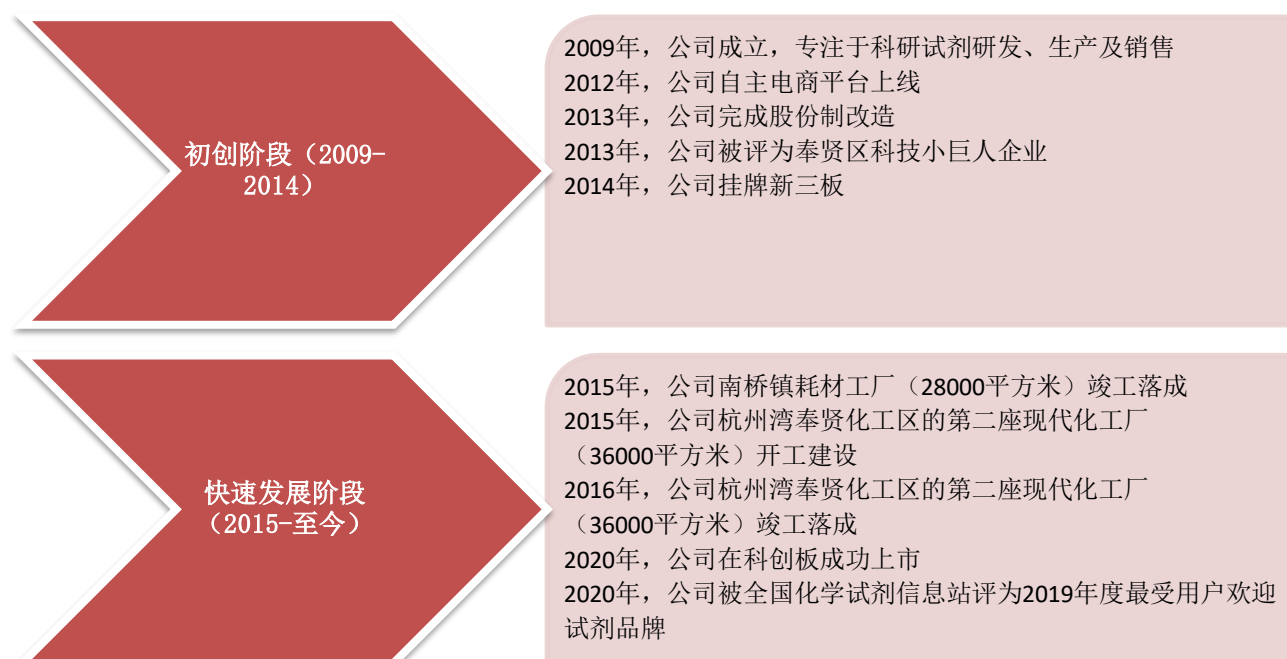 初创阶段（2009-
2014）
2009年，公司成立，专注于科研试剂研发、生产及销售
2012年，公司自主电商平台上线
2013年，公司完成股份制改造
2013年，公司被评为奉贤区科技小巨人企业
2014年，公司挂牌新三板
快速发展阶段
（2015-至今）
2015年，公司南桥镇耗材工厂（28000平方米）竣工落成
2015年，公司杭州湾奉贤化工区的第二座现代化工厂
（36000平方米）开工建设
2016年，公司杭州湾奉贤化工区的第二座现代化工厂
（36000平方米）竣工落成
2020年，公司在科创板成功上市
2020年，公司被全国化学试剂信息站评为2019年度最受用户欢迎
试剂品牌